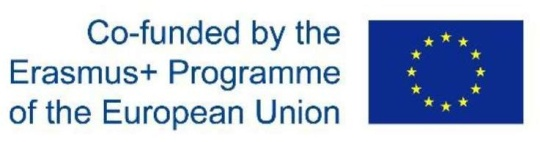 Co-funded by the
Erasmus+ Programme
of the European Union